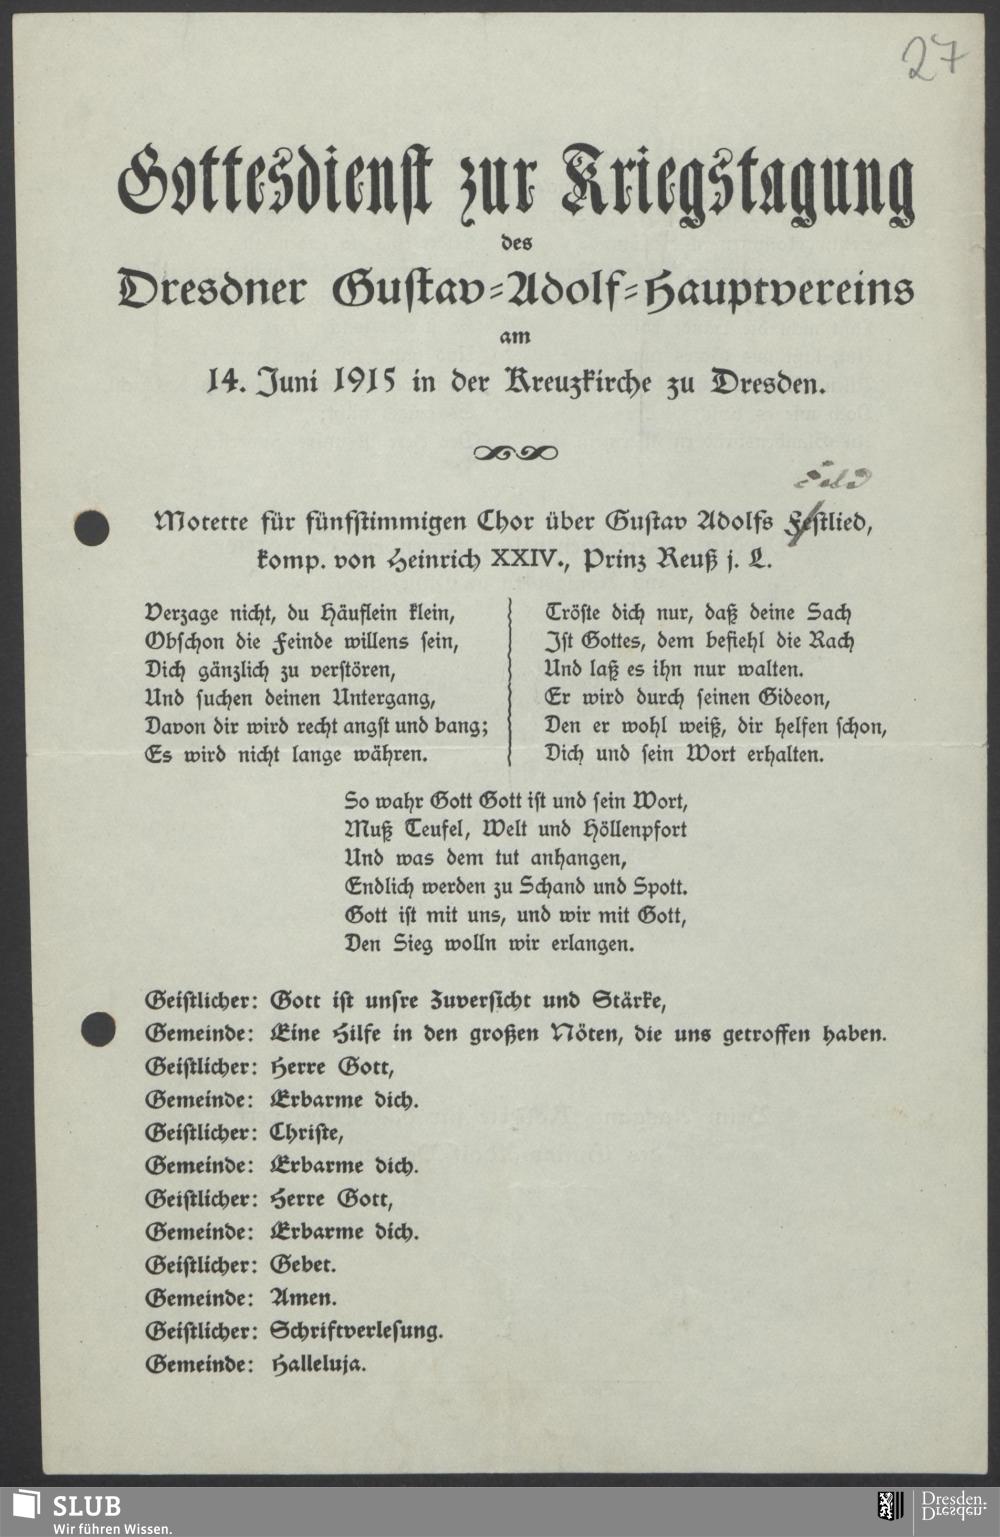 27
Gottesdienst zur Kriegstagung
des
Dresdner Gustav-Adolf-Hauptvereins
am
14. Juni 1915 in der Kreuzkirche zu Dresden.
Feld
Motette für fünfstimmigen Chor über Gustav Adolfs Festlied,
komp. von Heinrich XXIV., Prinz Reuß j. L.
Verzage nicht, du Häuflein klein,
Obschon die Feinde willens sein,
Dich gänzlich zu verstören,
Und suchen deinen Untergang,
Davon dir wird recht angst und bang;
Es wird nicht lange währen.
Tröste dich nur, daß deine Sach
Ist Gottes, dem befiehl die Rach
Und laß es ihn nur walten.
Er wird durch seinen Gideon,
Den er wohl weiß, dir helfen schon,
Dich und sein Wort erhalten.
So wahr Gott Gott ist und sein Wort,
Muß Teufel, Welt und Höllenpfort
Und was dem tut anhangen,
Endlich werden zu Schand und Spott.
Gott ist mit uns, und wir mit Gott,
Den Sieg wolln wir erlangen.
Geistlicher: Gott ist unsre Zuversicht und Stärke,
Gemeinde: Eine Hilfe in den großen Nöten, die uns getroffen haben.
Geistlicher: Herre Gott,
Gemeinde: Erbarme dich.
Geistlicher: Christe,
Gemeinde: Erbarme dich.
Geistlicher: Herre Gott,
Gemeinde: Erbarme dich.
Geistlicher: Gebet.
Gemeinde: Amen.
Geistlicher: Schriftverlesung.
Gemeinde: Halleluja.
SLUB
Wir führen Wissen.
Dresden.
Dresden.